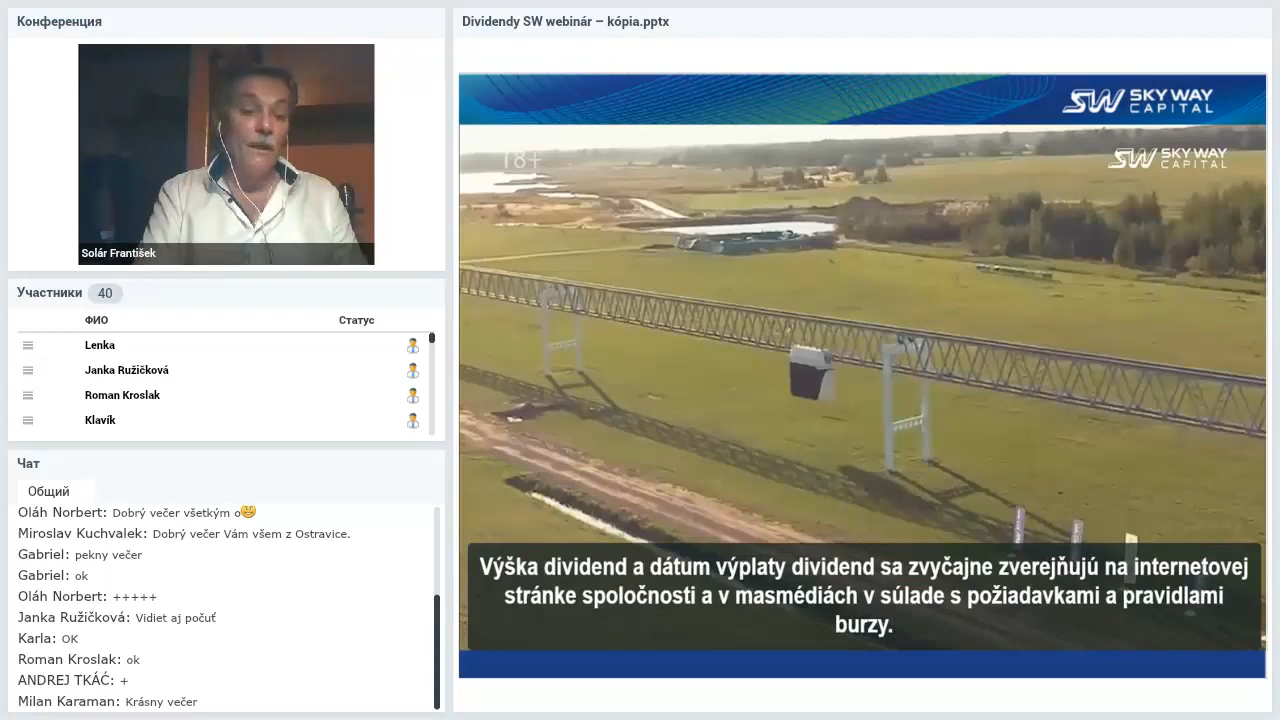 Конференция
Solár František
Участники 40
ФИО Статус
Lenka
Janka Ružičková
Roman Kroslak
Klavík
Чат
Общий
Oláh Norbert: Dobrý večer všetkým o
Miroslav Kuchvalek: Dobrý večer Vám všem z Ostravice.
Gabriel: pekny večer
Gabriel: ok
Oláh Norbert: +++++
Janka Ružičková: Vidiet aj počuť
Karla: OK
Roman Kroslak: ok
ANDREJ TKÁČ: +
Milan Karaman: Krásny večer
Dividendy SW webinár – kópia.pptx
SW SKY WAY
CAPITAL
18+
SW SKY WAY
CAPITAL
Výška dividend a dátum výplaty dividend sa zvyčajne zverejňujú na internetovej
stránke spoločnosti a v masmédiách v súlade s požiadavkami a pravidlami
burzy.